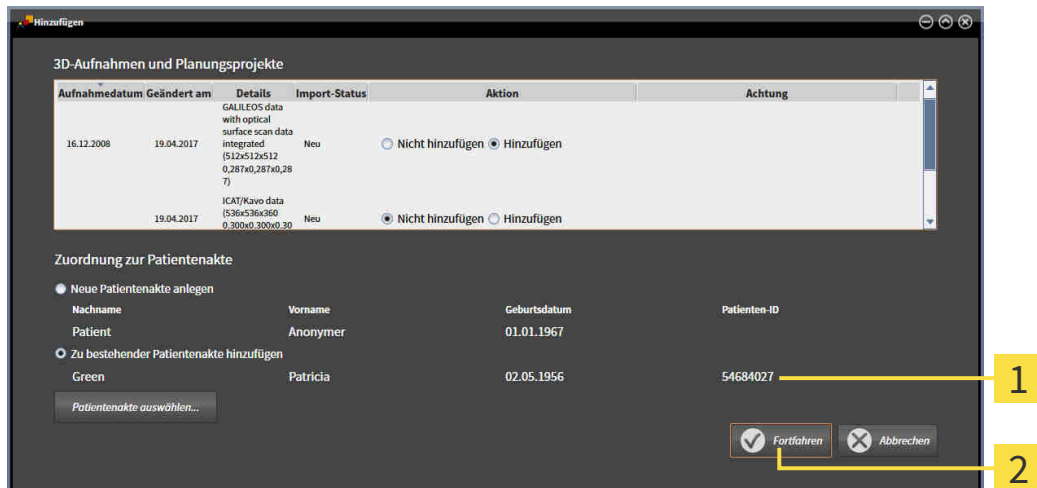 Hinzufügen
3D-Aufnahmen und Planungsprojekte
Aufnahmedatum Geändert am Details Import-Status Aktion Achtung
GALILEOS data
with optical
surface scan data
16.12.2008 19.04.2017 integrated Neu Nicht hinzufügen Hinzufügen
(512x512x512
0,287x0,287x0,28
7)
ICAT/Kavo data
(536x536x360
19.04.2017 0.300x0.300x0.30 Neu Nicht hinzufügen Hinzufügen
Zuordnung zur Patientenakte
Neue Patientenakte anlegen
Nachname Vorname Geburtsdatum Patienten-ID
Patient Anonymer 01.01.1967
Zu bestehender Patientenakte hinzufügen
Green Patricia 02.05.1956 54684027 1
Patientenakte auswählen...
Fortfahren Abbrechen
2